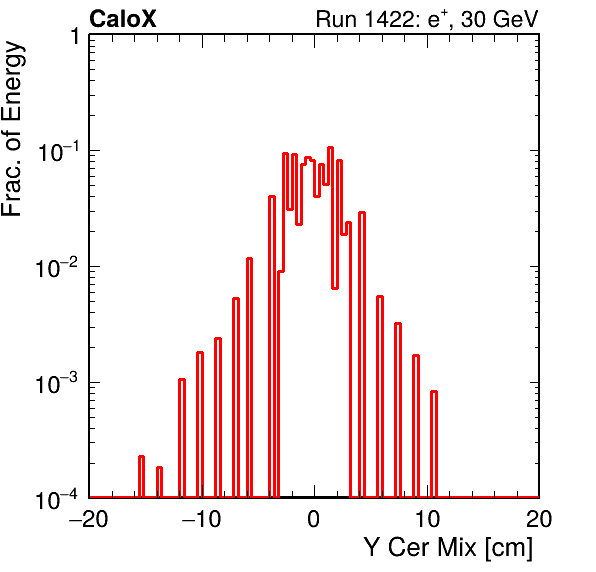 CaloX
Run 1422: e⁺, 30 GeV
Frac. of Energy
1
10⁻¹
10⁻²
10⁻³
10⁻⁴
−20
−10
0
10
20
Y Cer Mix [cm]